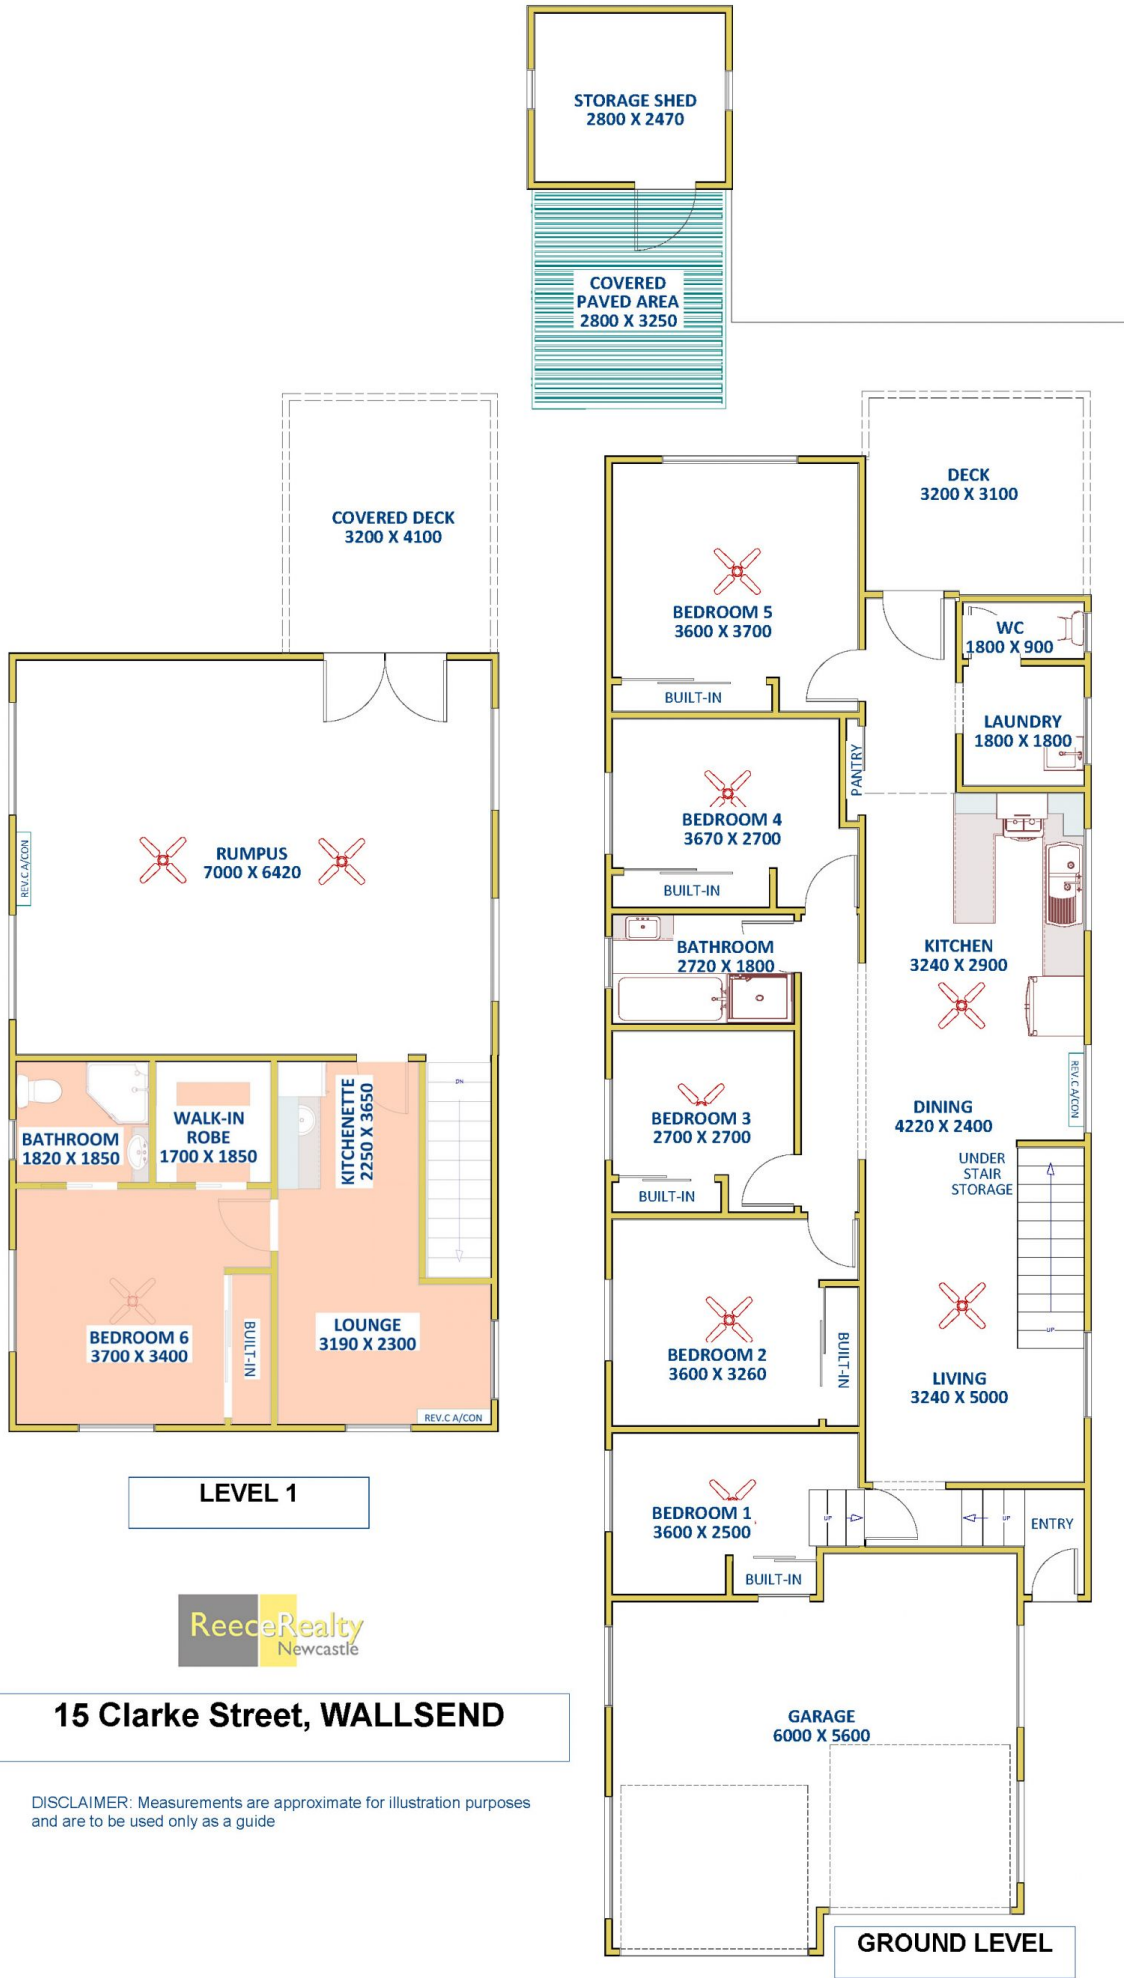 STORAGE SHED
2800 X 2470
COVERED
PAVED AREA
2800 X 3250
COVERED DECK
3200 X 4100
RUMPUS
7000 X 6420
REV.C A/CON
BATHROOM
1820 X 1850
WALK-IN
ROBE
1700 X 1850
KITCHENETTE
2250 X 3650
DN
BEDROOM 6
3700 X 3400
BUILT-IN
LOUNGE
3190 X 2300
REV.C A/CON
LEVEL 1
DECK
3200 X 3100
BEDROOM 5
3600 X 3700
BUILT-IN
WC
1800 X 900
LAUNDRY
1800 X 1800
PANTRY
BEDROOM 4
3670 X 2700
BUILT-IN
BATHROOM
2720 X 1800
KITCHEN
3240 X 2900
REV.C A/CON
BEDROOM 3
2700 X 2700
BUILT-IN
DINING
4220 X 2400
UNDER
STAIR
STORAGE
UP
BEDROOM 2
3600 X 3260
BUILT-IN
LIVING
3240 X 5000
BEDROOM 1
3600 X 2500
BUILT-IN
UP
UP
ENTRY
GARAGE
6000 X 5600
GROUND LEVEL
ReeceRealty
Newcastle
15 Clarke Street, WALLSEND
DISCLAIMER: Measurements are approximate for illustration purposes
and are to be used only as a guide